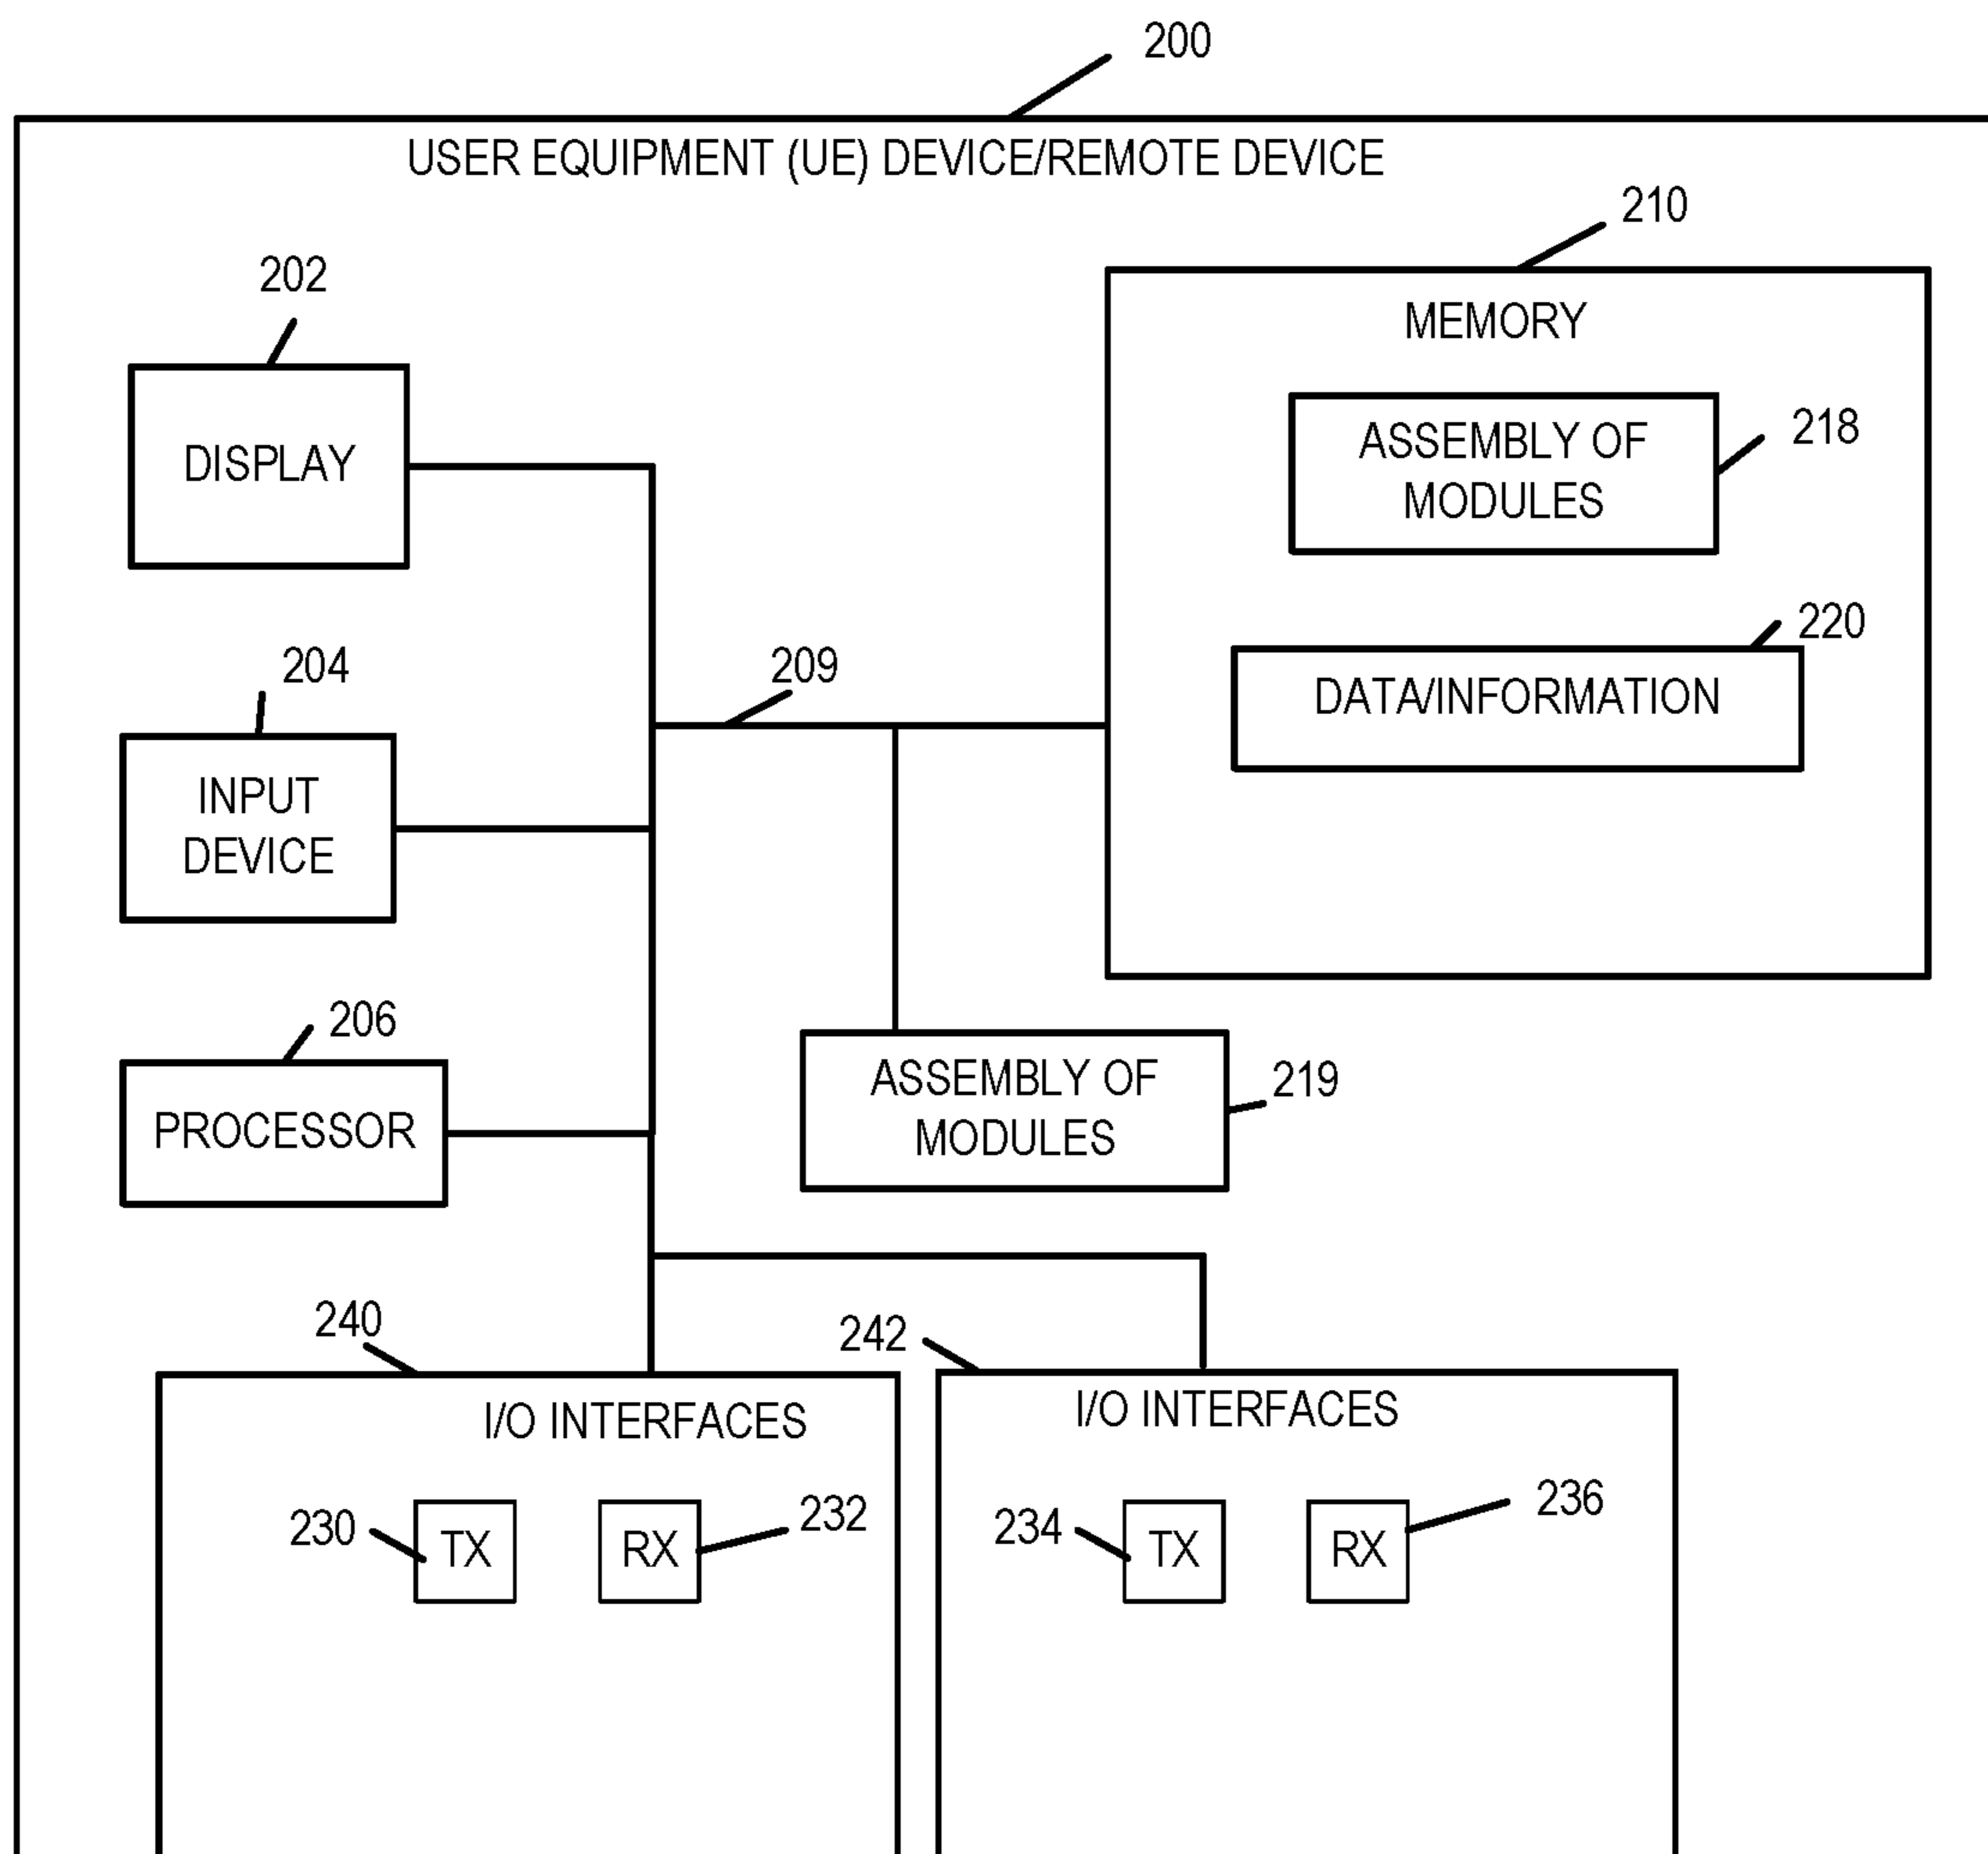 200
USER EQUIPMENT (UE) DEVICE/REMOTE DEVICE
210
202
MEMORY
DISPLAY
ASSEMBLY OF
MODULES
218
220
204
209
DATA/INFORMATION
INPUT
DEVICE
206
ASSEMBLY OF
MODULES
219
PROCESSOR
240
242
I/O INTERFACES
I/O INTERFACES
230
TX
RX
232
234
TX
RX
236